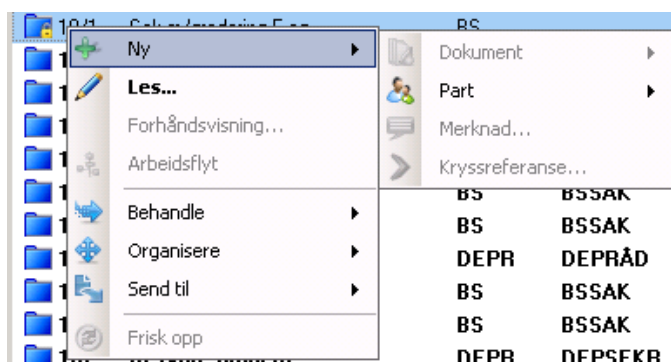 BS
Ny
Dokument
Les...
Part
Forhåndsvisning...
Merknad...
Arbeidsflyt
Kryssreferanse...
BS BSSAK
Behandle
BS BSSAK
Organisere
DEPR DEPRÅD
Send til
BS BSSAK
BS BSSAK
Frisk opp
DEPR DEPSEKR